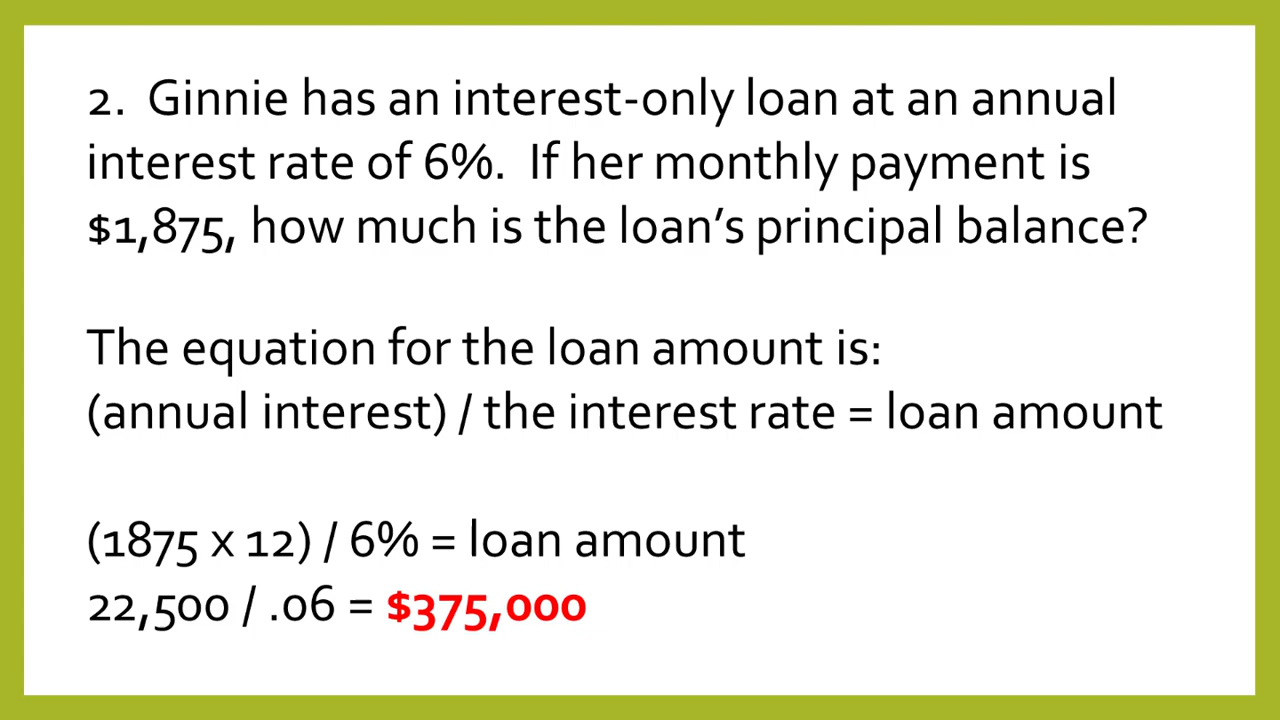 2.  Ginnie has an interest-only loan at an annual
interest rate of 6%.  If her monthly payment is
$1,875, how much is the loan’s principal balance?
The equation for the loan amount is:
(annual interest) / the interest rate = loan amount
(1875 x 12) / 6% = loan amount
22,500 / .06 = $375,000